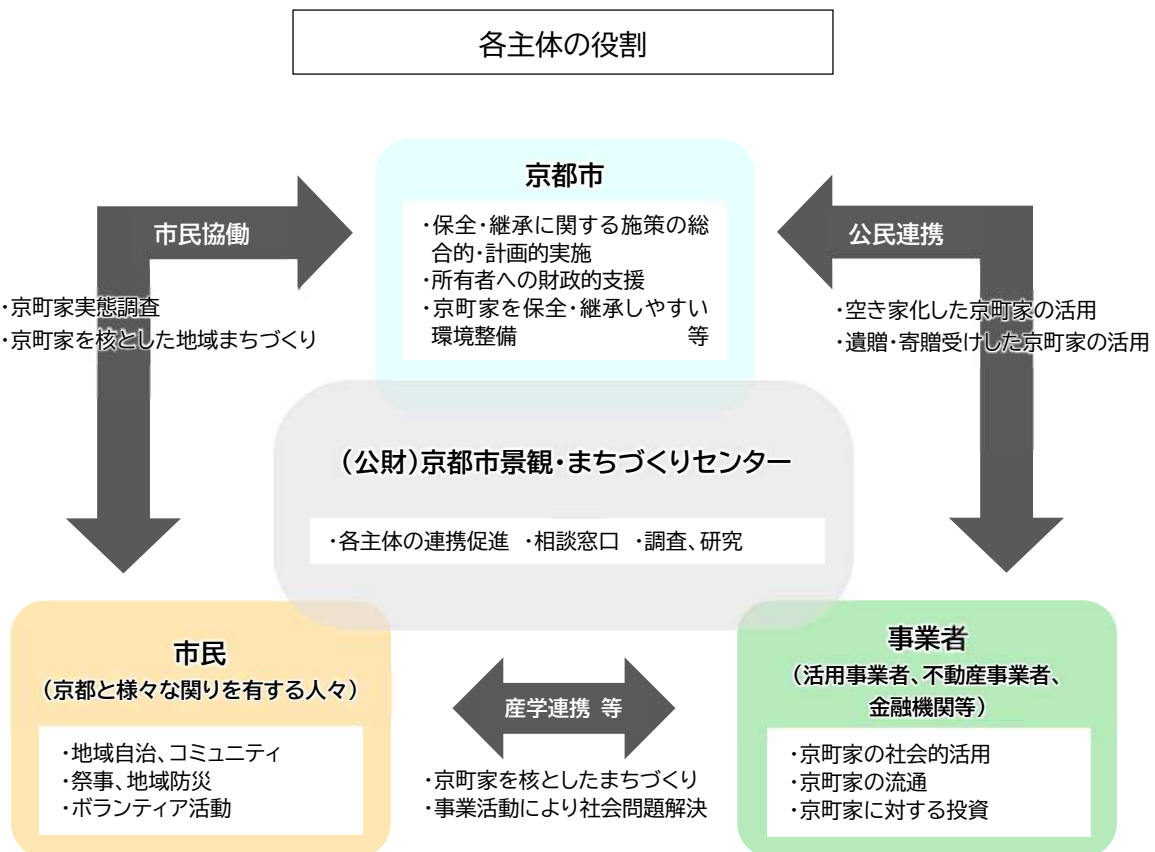 各主体の役割
京都市
・保全・継承に関する施策の総
合的・計画的実施
・所有者への財政的支援
・京町家を保全・継承しやすい
環境整備 等
市民協働
・京町家実態調査
・京町家を核とした地域まちづくり
公民連携
・空き家化した京町家の活用
・遺贈・寄贈受けした京町家の活用
(公財)京都市景観・まちづくりセンター
・各主体の連携促進 ・相談窓口 ・調査、研究
市民
(京都と様々な関りを有する人々)
・地域自治、コミュニティ
・祭事、地域防災
・ボランティア活動
産学連携 等
・京町家を核としたまちづくり
・事業活動により社会問題解決
事業者
(活用事業者、不動産事業者、
金融機関等)
・京町家の社会的活用
・京町家の流通
・京町家に対する投資